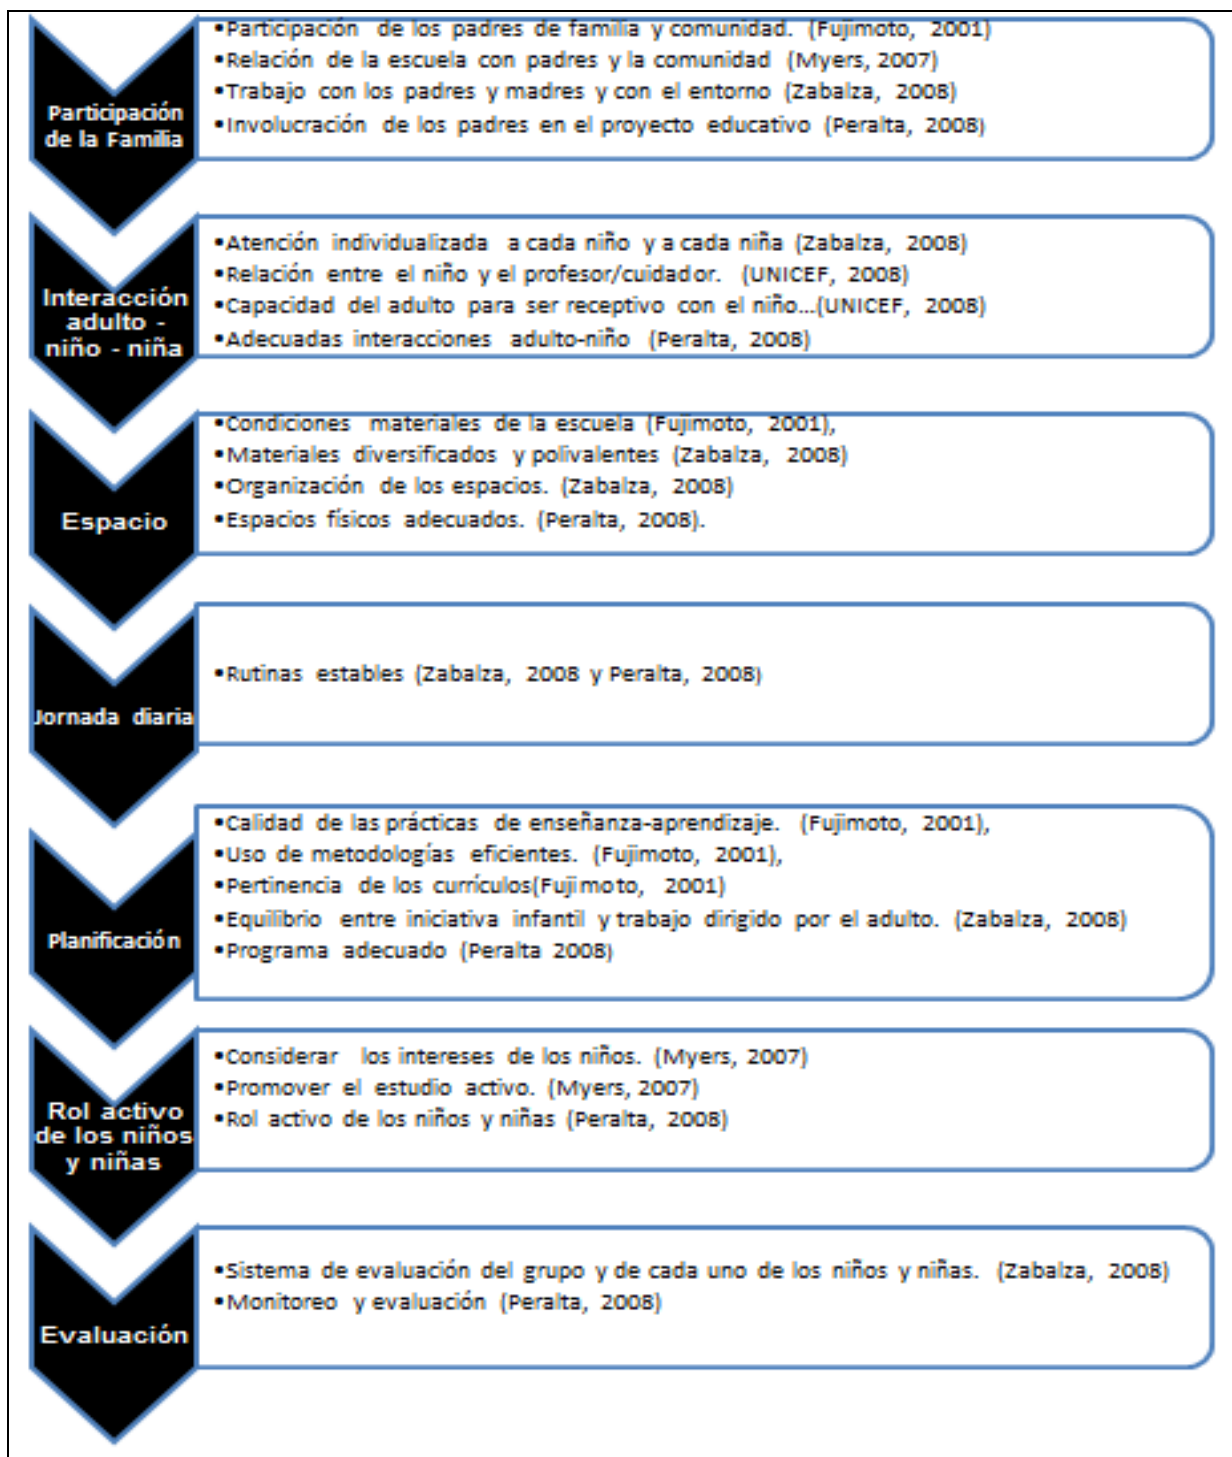 Participación
de la Familia
•Participación de los padres de familia y comunidad. (Fujimoto, 2001)
•Relación de la escuela con padres y la comunidad (Myers, 2007)
•Trabajo con los padres y madres y con el entorno (Zabalza, 2008)
•Involucración de los padres en el proyecto educativo (Peralta, 2008)
Interacción
adulto -
niño - niña
•Atención individualizada a cada niño y a cada niña (Zabalza, 2008)
•Relación entre el niño y el profesor/cuidador. (UNICEF, 2008)
•Capacidad del adulto para ser receptivo con el niño...(UNICEF, 2008)
•Adecuadas interacciones adulto-niño (Peralta, 2008)
Espacio
•Condiciones materiales de la escuela (Fujimoto, 2001),
•Materiales diversificados y polivalentes (Zabalza, 2008)
•Organización de los espacios. (Zabalza, 2008)
•Espacios físicos adecuados. (Peralta, 2008).
Jornada diaria
•Rutinas estables (Zabalza, 2008 y Peralta, 2008)
Planificación
•Calidad de las prácticas de enseñanza-aprendizaje. (Fujimoto, 2001),
•Uso de metodologías eficientes. (Fujimoto, 2001),
•Pertinencia de los currículos(Fujimoto, 2001)
•Equilibrio entre iniciativa infantil y trabajo dirigido por el adulto. (Zabalza, 2008)
•Programa adecuado (Peralta 2008)
Rol activo
de los niños
y niñas
•Considerar los intereses de los niños. (Myers, 2007)
•Promover el estudio activo. (Myers, 2007)
•Rol activo de los niños y niñas (Peralta, 2008)
Evaluación
•Sistema de evaluación del grupo y de cada uno de los niños y niñas. (Zabalza, 2008)
•Monitoreo y evaluación (Peralta, 2008)